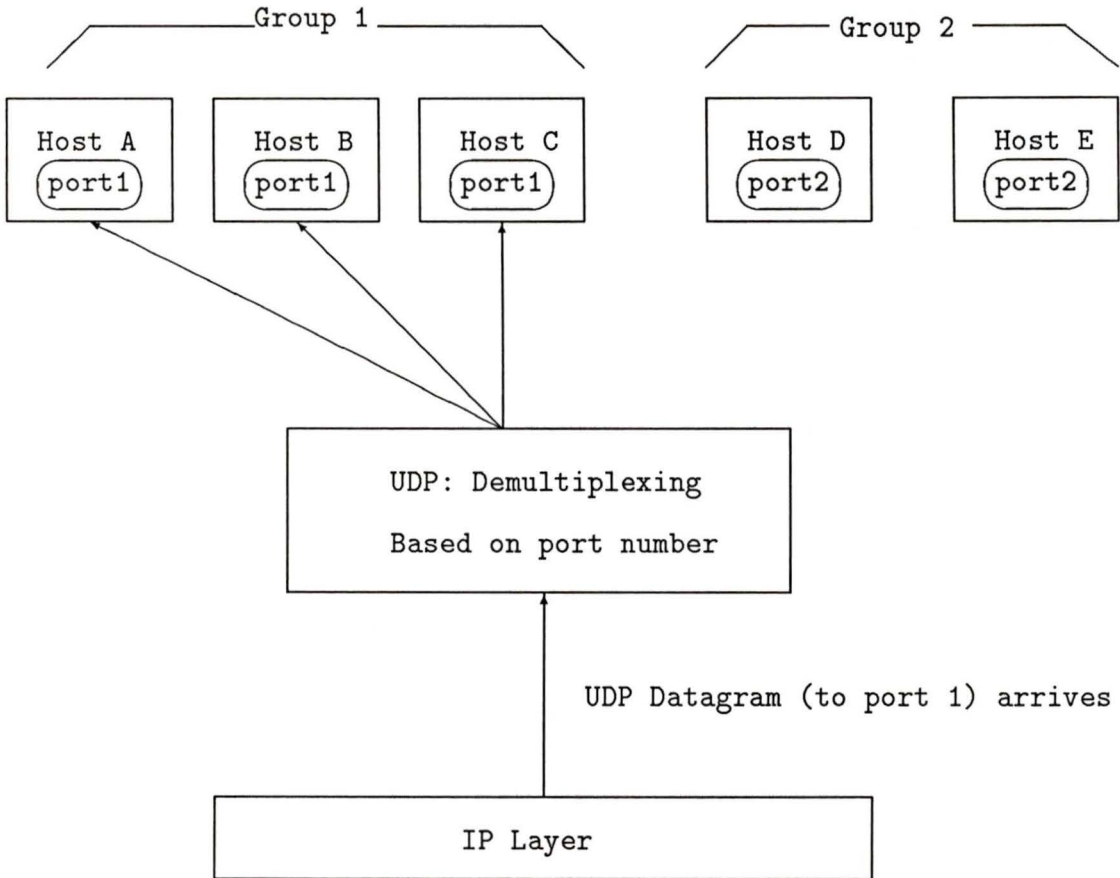 Group 1
Group 2
Host A
port1
Host B
port1
Host C
port1
Host D
port2
Host E
port2
UDP: Demultiplexing
Based on port number
UDP Datagram (to port 1) arrives
IP Layer